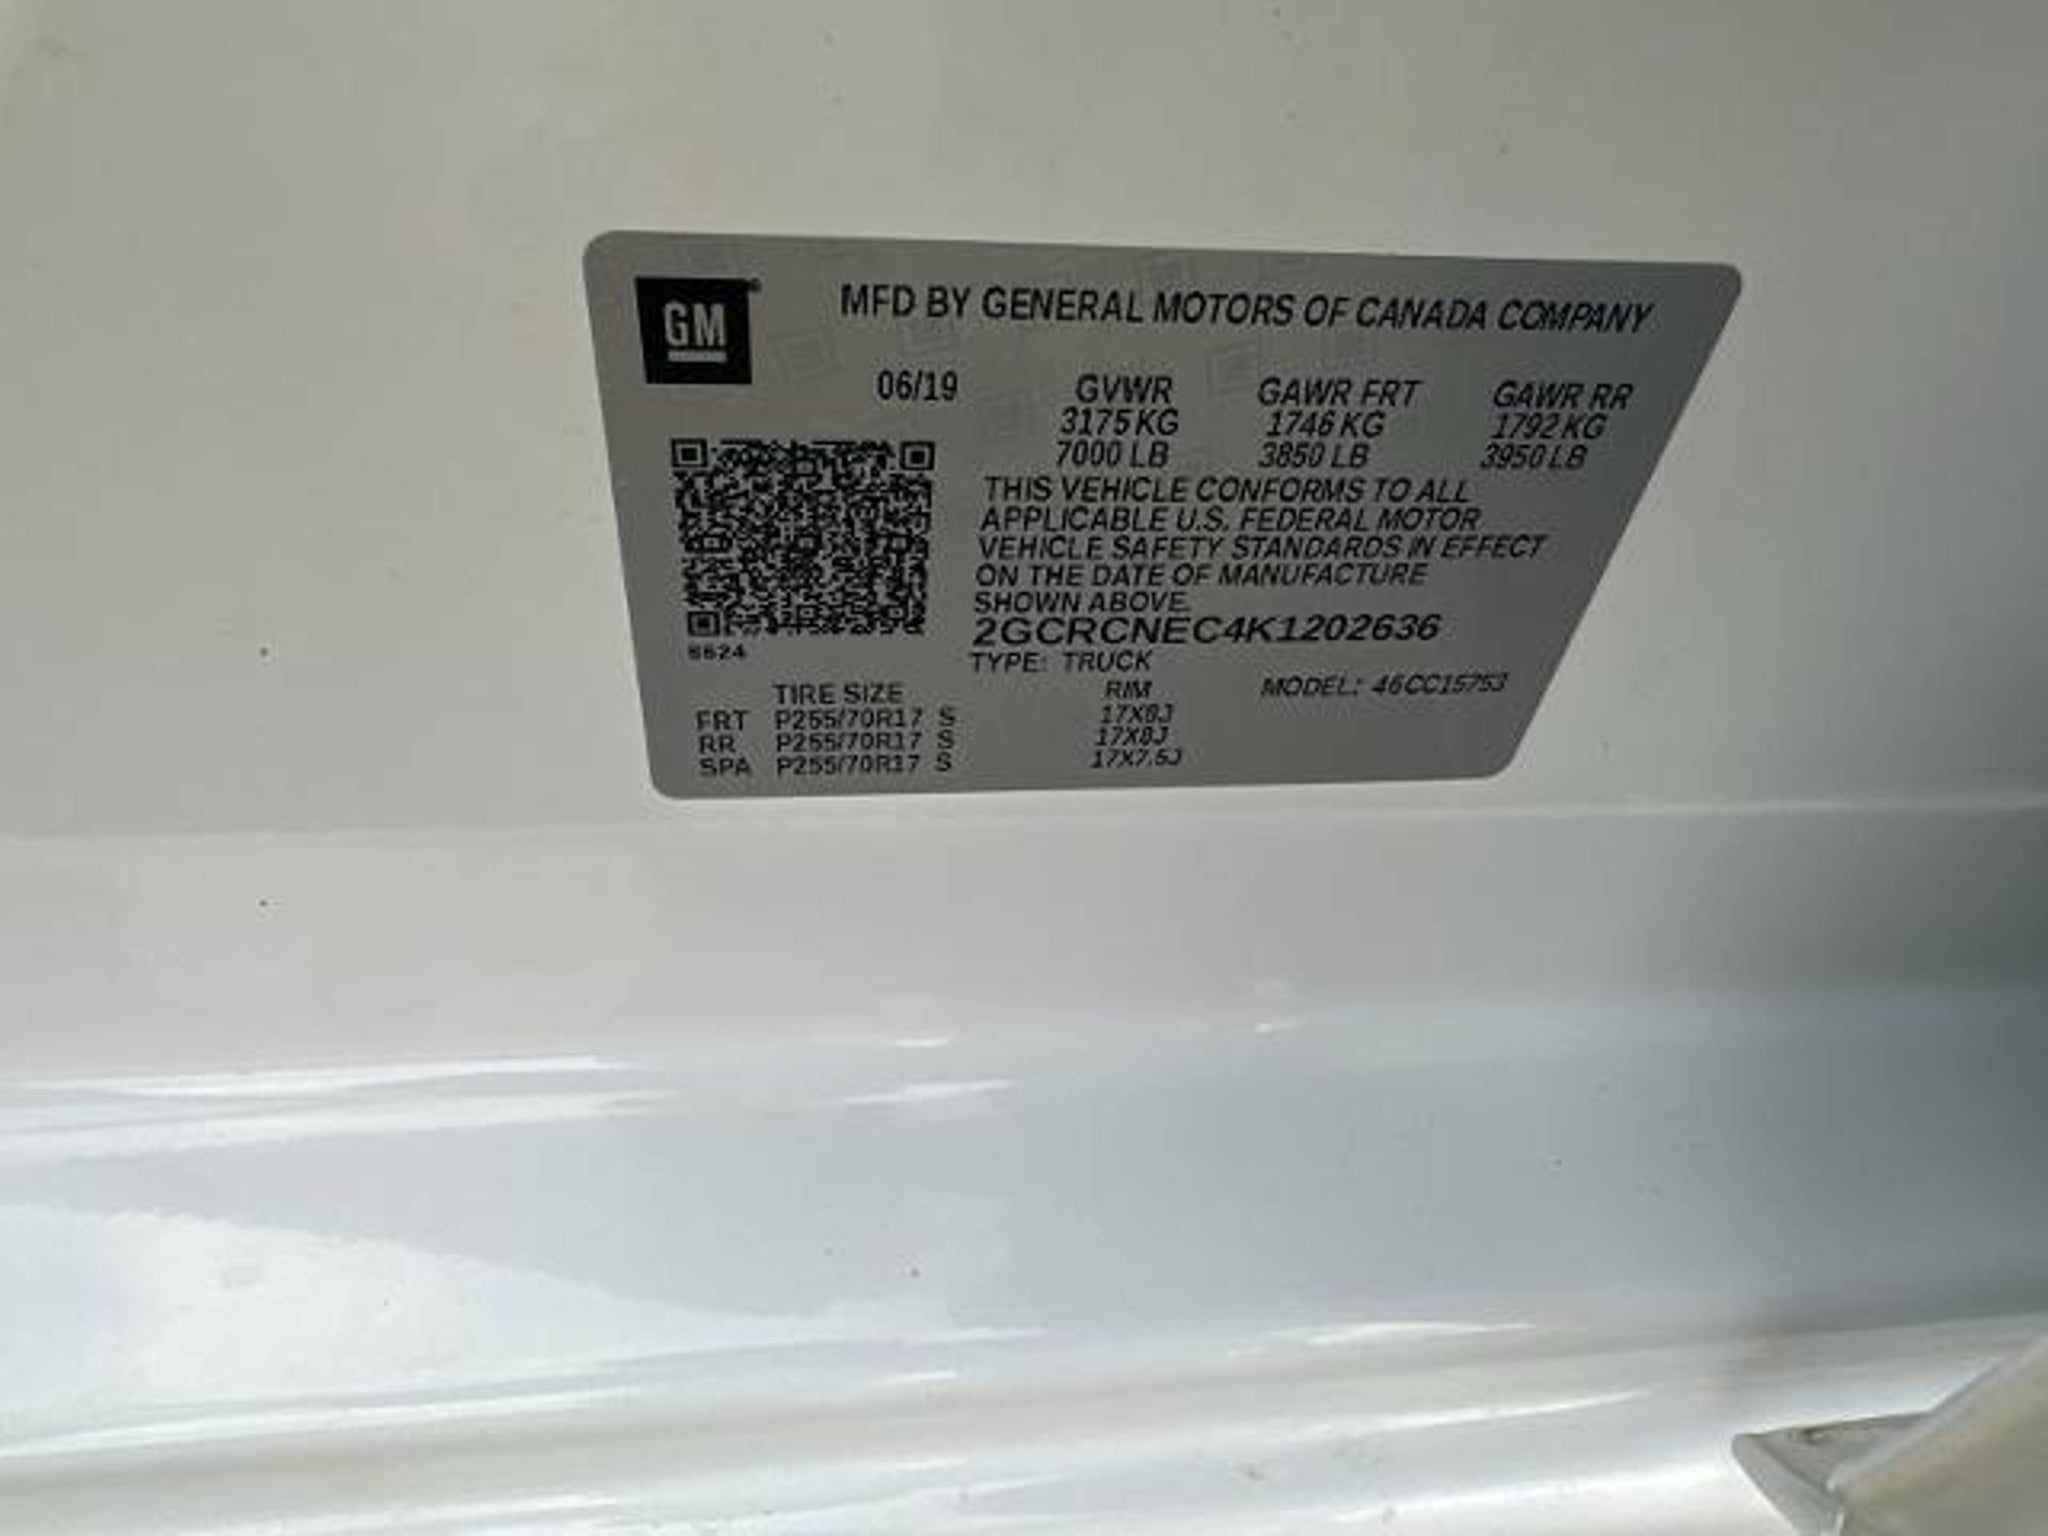 GM
MFD BY GENERAL MOTORS OF CANADA COMPANY
06/19 GVWR GAWR FRT GAWR RR
3175 KG 1746 KG 1792 KG
7000 LB 3850 LB 3950 LB
THIS VEHICLE CONFORMS TO ALL
APPLICABLE U.S. FEDERAL MOTOR
VEHICLE SAFETY STANDARDS IN EFFECT
ON THE DATE OF MANUFACTURE
SHOWN ABOVE.
2GCRCNEC4K1202636
6624
TYPE: TRUCK
TIRE SIZE RIM MODEL: 46CC15753
FRT P255/70R17 S 17X8J
RR P255/70R17 S 17X8J
SPA P255/70R17 S 17X7.5J